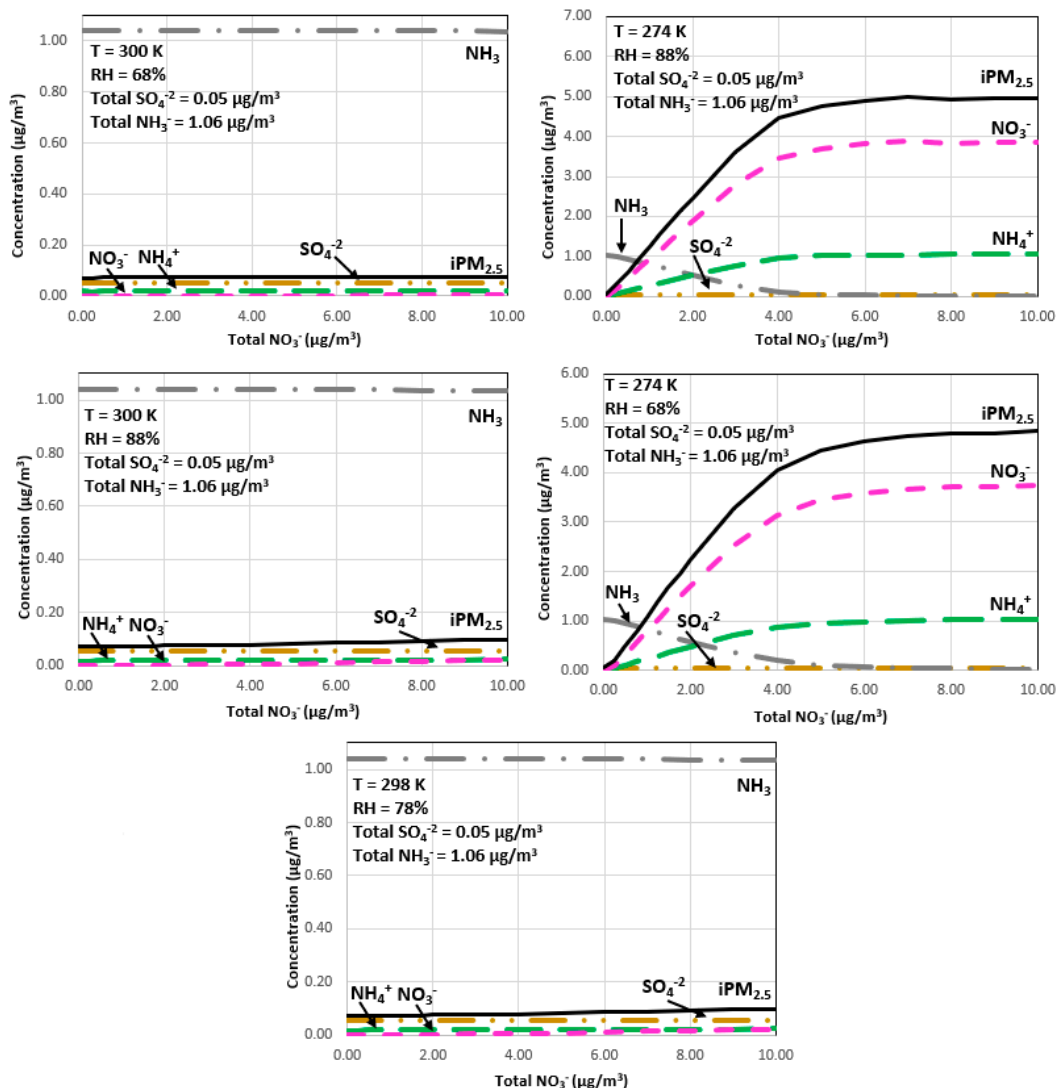 T = 300 K
RH = 68%
Total SO₄⁻² = 0.05 µg/m³
Total NH₃⁻ = 1.06 µg/m³
NH₃
NO₃⁻
NH₄⁺
SO₄⁻²
iPM₂.₅
Concentration (µg/m³)
1.00
0.80
0.60
0.40
0.20
0.00
0.00 2.00 4.00 6.00 8.00 10.00
Total NO₃⁻ (µg/m³)
T = 274 K
RH = 88%
Total SO₄⁻² = 0.05 µg/m³
Total NH₃⁻ = 1.06 µg/m³
iPM₂.₅
NO₃⁻
NH₃
SO₄⁻²
NH₄⁺
Concentration (µg/m³)
7.00
6.00
5.00
4.00
3.00
2.00
1.00
0.00
0.00 2.00 4.00 6.00 8.00 10.00
Total NO₃⁻ (µg/m³)
T = 300 K
RH = 88%
Total SO₄⁻² = 0.05 µg/m³
Total NH₃⁻ = 1.06 µg/m³
NH₃
NH₄⁺
NO₃⁻
SO₄⁻²
iPM₂.₅
Concentration (µg/m³)
1.00
0.80
0.60
0.40
0.20
0.00
0.00 2.00 4.00 6.00 8.00 10.00
Total NO₃⁻ (µg/m³)
T = 274 K
RH = 68%
Total SO₄⁻² = 0.05 µg/m³
Total NH₃⁻ = 1.06 µg/m³
iPM₂.₅
NO₃⁻
NH₃
SO₄⁻²
NH₄⁺
Concentration (µg/m³)
6.00
5.00
4.00
3.00
2.00
1.00
0.00
0.00 2.00 4.00 6.00 8.00 10.00
Total NO₃⁻ (µg/m³)
T = 298 K
RH = 78%
Total SO₄⁻² = 0.05 µg/m³
Total NH₃⁻ = 1.06 µg/m³
NH₃
NH₄⁺
NO₃⁻
SO₄⁻²
iPM₂.₅
Concentration (µg/m³)
1.00
0.80
0.60
0.40
0.20
0.00
0.00 2.00 4.00 6.00 8.00 10.00
Total NO₃⁻ (µg/m³)